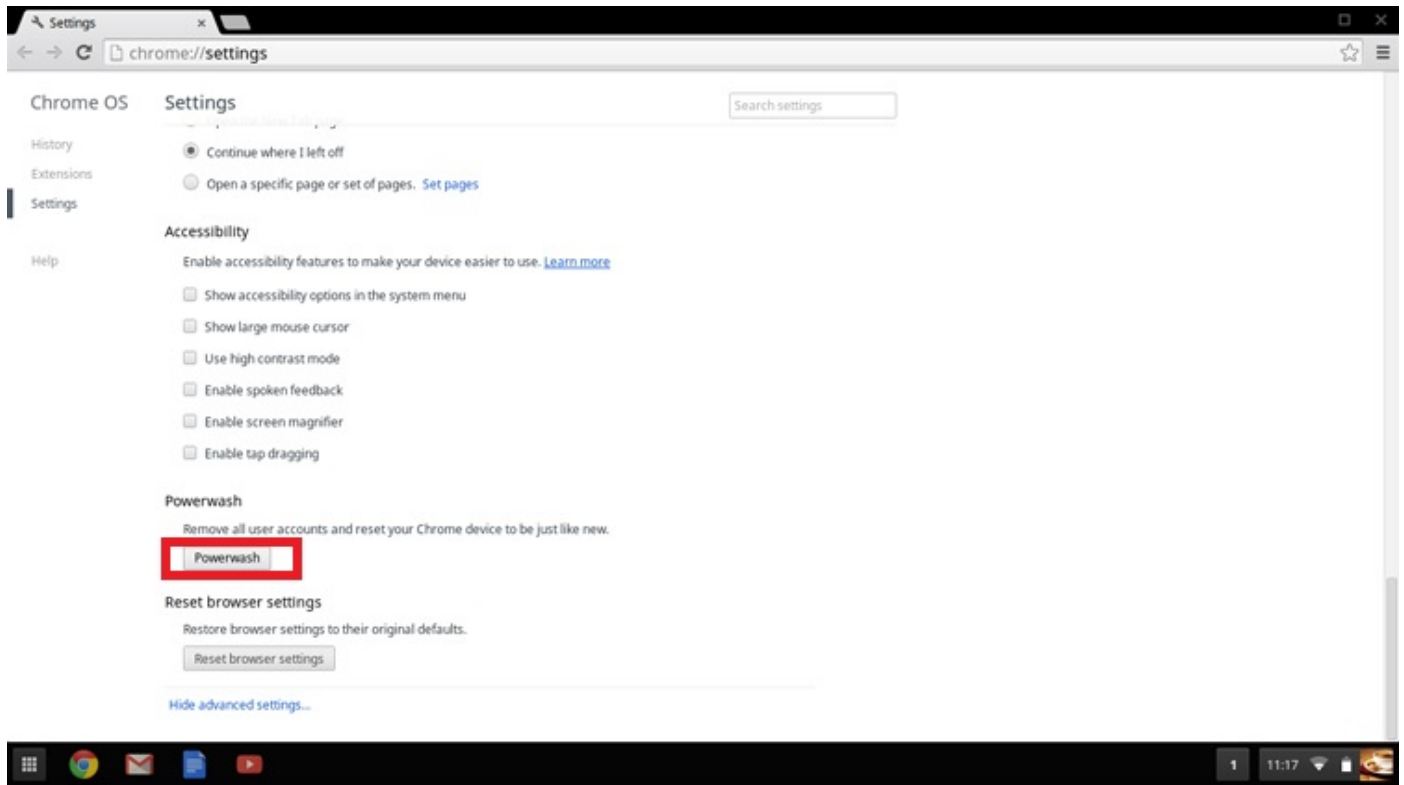 Settings
chrome://settings
Chrome OS
Settings
Search settings
History
Extensions
Settings
Help
Continue where I left off
Open a specific page or set of pages. Set pages
Accessibility
Enable accessibility features to make your device easier to use. Learn more
Show accessibility options in the system menu
Show large mouse cursor
Use high contrast mode
Enable spoken feedback
Enable screen magnifier
Enable tap dragging
Powerwash
Remove all user accounts and reset your Chrome device to be just like new.
Powerwash
Reset browser settings
Restore browser settings to their original defaults.
Reset browser settings
Hide advanced settings...
1
11:17